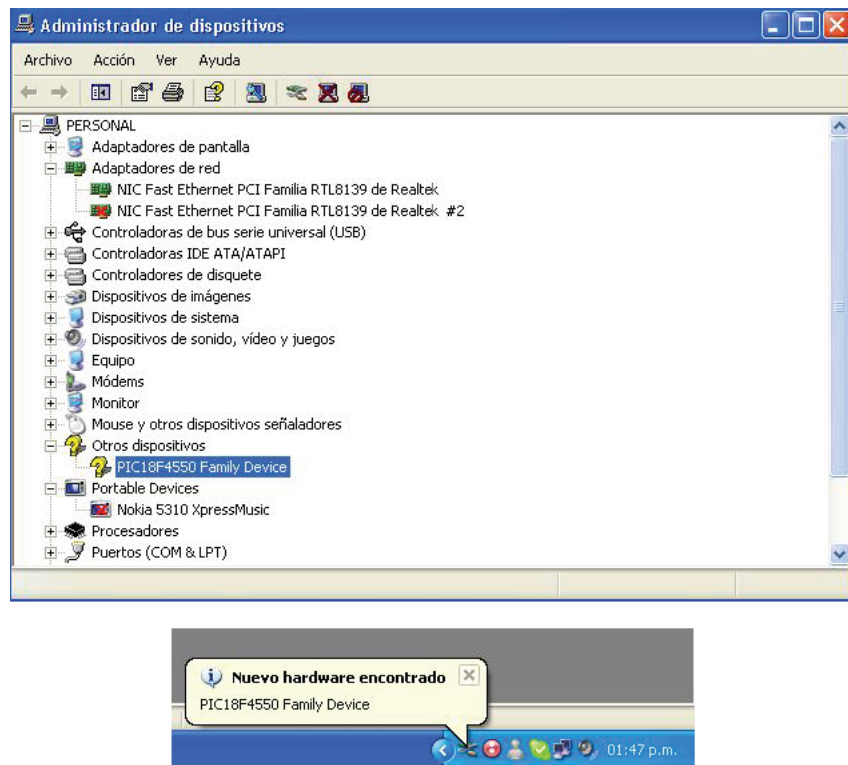 Administrador de dispositivos
Archivo Acción Ver Ayuda
PERSONAL
Adaptadores de pantalla
Adaptadores de red
NIC Fast Ethernet PCI Familia RTL8139 de Realtek
NIC Fast Ethernet PCI Familia RTL8139 de Realtek #2
Controladoras de bus serie universal (USB)
Controladores IDE ATA/ATAPI
Controladores de disquete
Dispositivos de imágenes
Dispositivos de sistema
Dispositivos de sonido, vídeo y juegos
Equipo
Módems
Monitor
Mouse y otros dispositivos señaladores
Otros dispositivos
PIC18F4550 Family Device
Portable Devices
Nokia 5310 XpressMusic
Procesadores
Puertos (COM & LPT)
Nuevo hardware encontrado
PIC18F4550 Family Device
01:47 p.m.